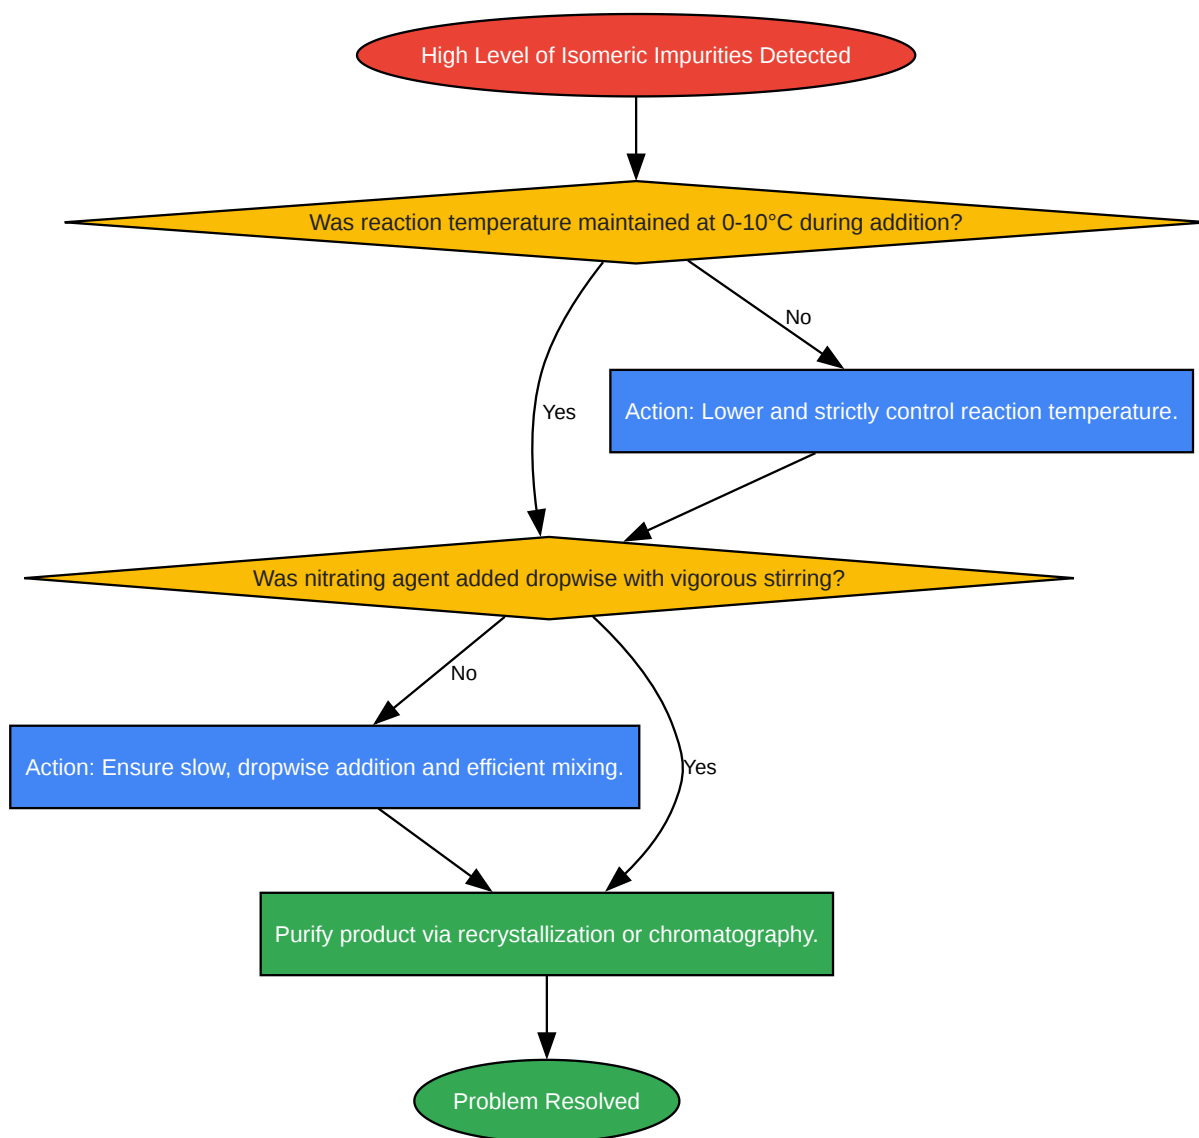 High Level of Isomeric Impurities Detected
Was reaction temperature maintained at 0-10°C during addition?
No
Yes
Action: Lower and strictly control reaction temperature.
Was nitrating agent added dropwise with vigorous stirring?
No
Action: Ensure slow, dropwise addition and efficient mixing.
Yes
Purify product via recrystallization or chromatography.
Problem Resolved